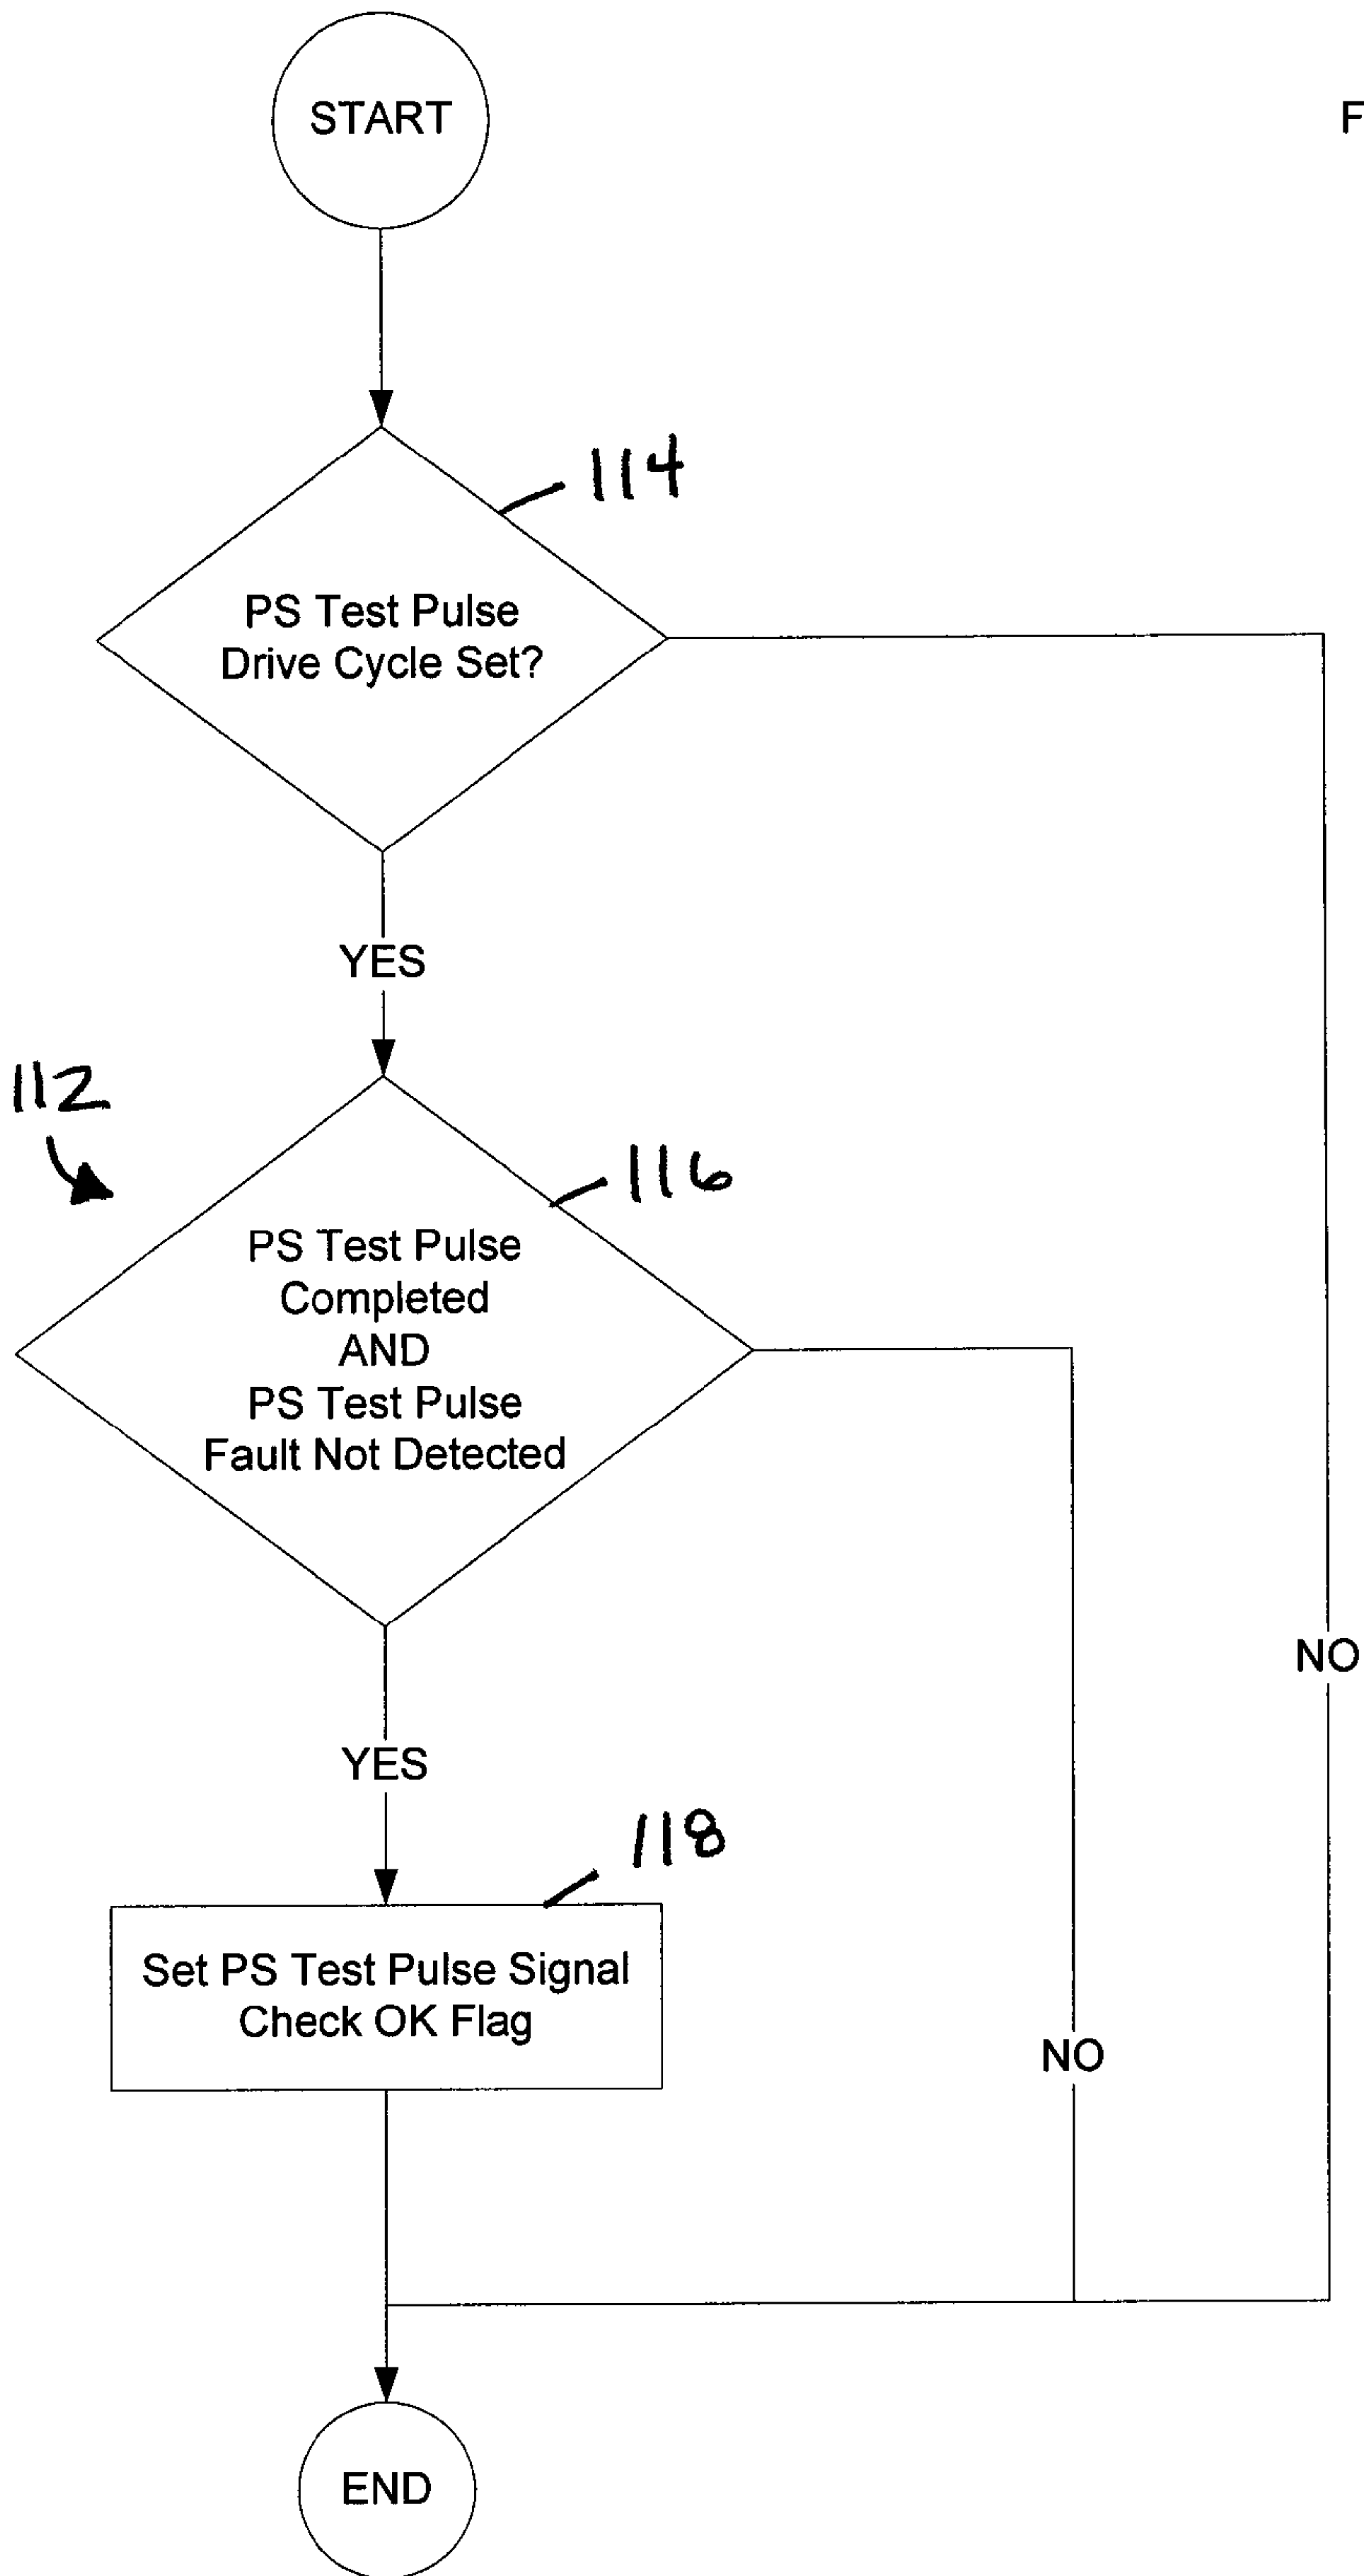 START
F
114
PS Test Pulse
Drive Cycle Set?
YES
112
116
PS Test Pulse
Completed
AND
PS Test Pulse
Fault Not Detected
NO
YES
118
Set PS Test Pulse Signal
Check OK Flag
NO
END